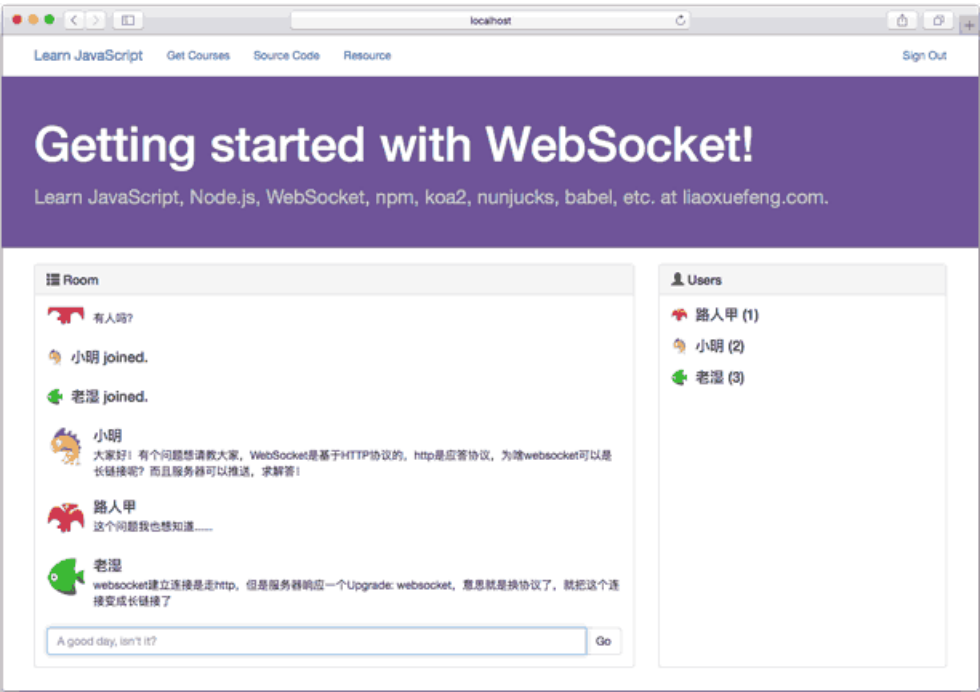 localhost
Learn JavaScript Get Courses Source Code Resource Sign Out
Getting started with WebSocket!
Learn JavaScript, Node.js, WebSocket, npm, koa2, nunjucks, babel, etc. at liaoxuefeng.com.
Room
有人吗?
小明 joined.
老湿 joined.
小明
大家好！有个问题想请教大家，WebSocket是基于HTTP协议的，http是应答协议，为啥websocket可以是
长链接呢？而且服务器可以推送，求解答！
路人甲
这个问题我也想知道......
老湿
websocket建立连接是走http，但是服务器响应一个Upgrade: websocket，意思就是换协议了，就把这个连
接变成长链接了
A good day, isn't it?
Go
Users
路人甲 (1)
小明 (2)
老湿 (3)